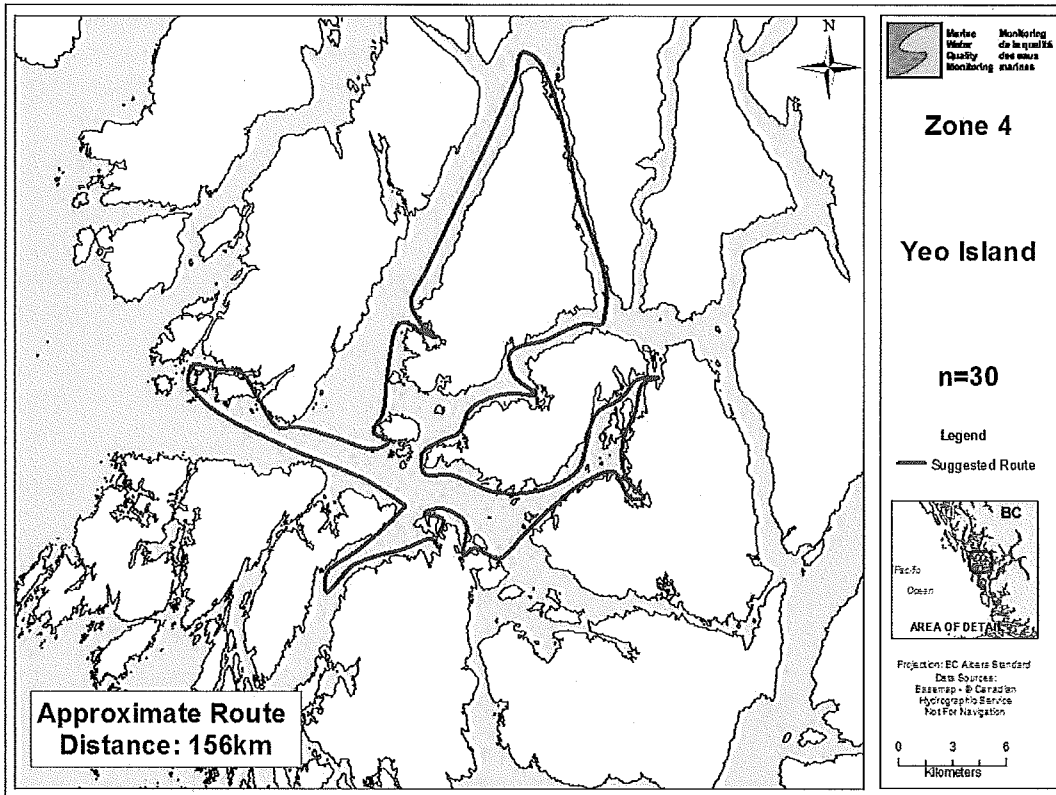 N
Approximate Route
Distance: 156km
Marine
Water
Quality
Monitoring
Monitoring
de la qualité
des eaux
marines
Zone 4
Yeo Island
n=30
Legend
Suggested Route
BC
Pacific
Ocean
AREA OF DETAIL
Projection: BC Albers Standard
Data Sources:
Basemap - © Canadian
Hydrographic Service
Not For Navigation
0 3 6
Kilometers